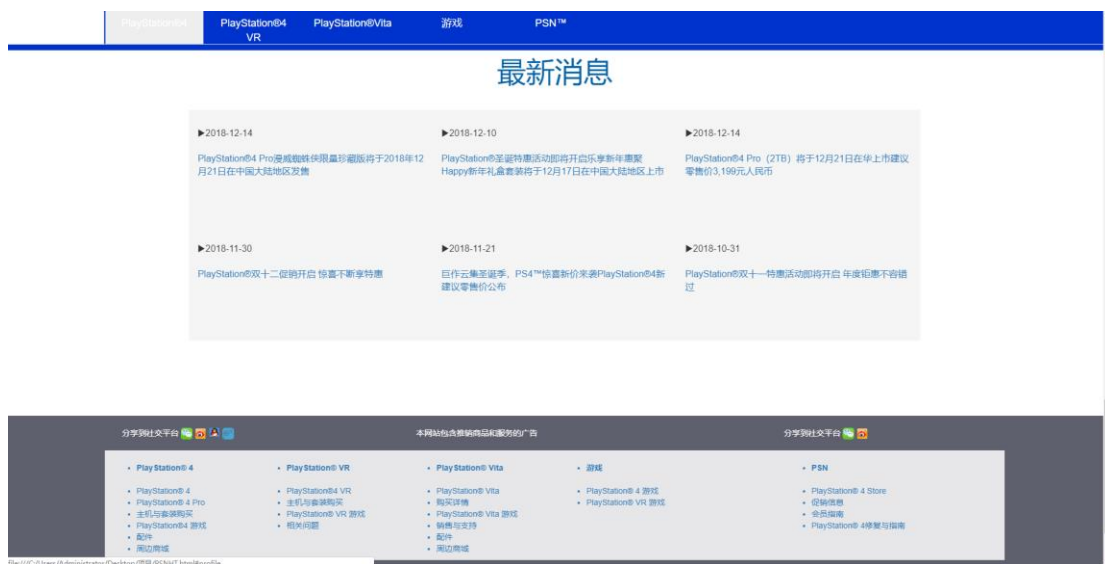 PlayStation®4
PlayStation®4
VR
PlayStation®Vita
游戏
PSN™
最新消息
▶2018-12-14
PlayStation®4 Pro漫威蜘蛛侠限量珍藏版将于2018年12
月21日在中国大陆地区发售
▶2018-12-10
PlayStation®圣诞特惠活动即将开启乐享新年惠聚
Happy新年礼盒套装将于12月17日在中国大陆地区上市
▶2018-12-14
PlayStation®4 Pro（2TB）将于12月21日在华上市建议
零售价3,199元人民币
▶2018-11-30
PlayStation®双十二促销开启 惊喜不断享特惠
▶2018-11-21
巨作云集圣诞季，PS4™惊喜新价来袭PlayStation®4新
建议零售价公布
▶2018-10-31
PlayStation®双十一特惠活动即将开启 年度钜惠不容错
过
分享到社交平台
本网站包含推销商品和服务的广告
分享到社交平台
• PlayStation® 4
• PlayStation® 4
• PlayStation® 4 Pro
• 主机与套装购买
• PlayStation®4 游戏
• 配件
• 周边商城
• PlayStation® VR
• PlayStation®4 VR
• 主机与套装购买
• PlayStation® VR 游戏
• 相关问题
• PlayStation® Vita
• PlayStation® Vita
• 购买详情
• PlayStation® Vita 游戏
• 销售与支持
• 配件
• 周边商城
• 游戏
• PlayStation® 4 游戏
• PlayStation® VR 游戏
• PSN
• PlayStation® 4 Store
• 促销信息
• 会员指南
• PlayStation® 4修复与指南